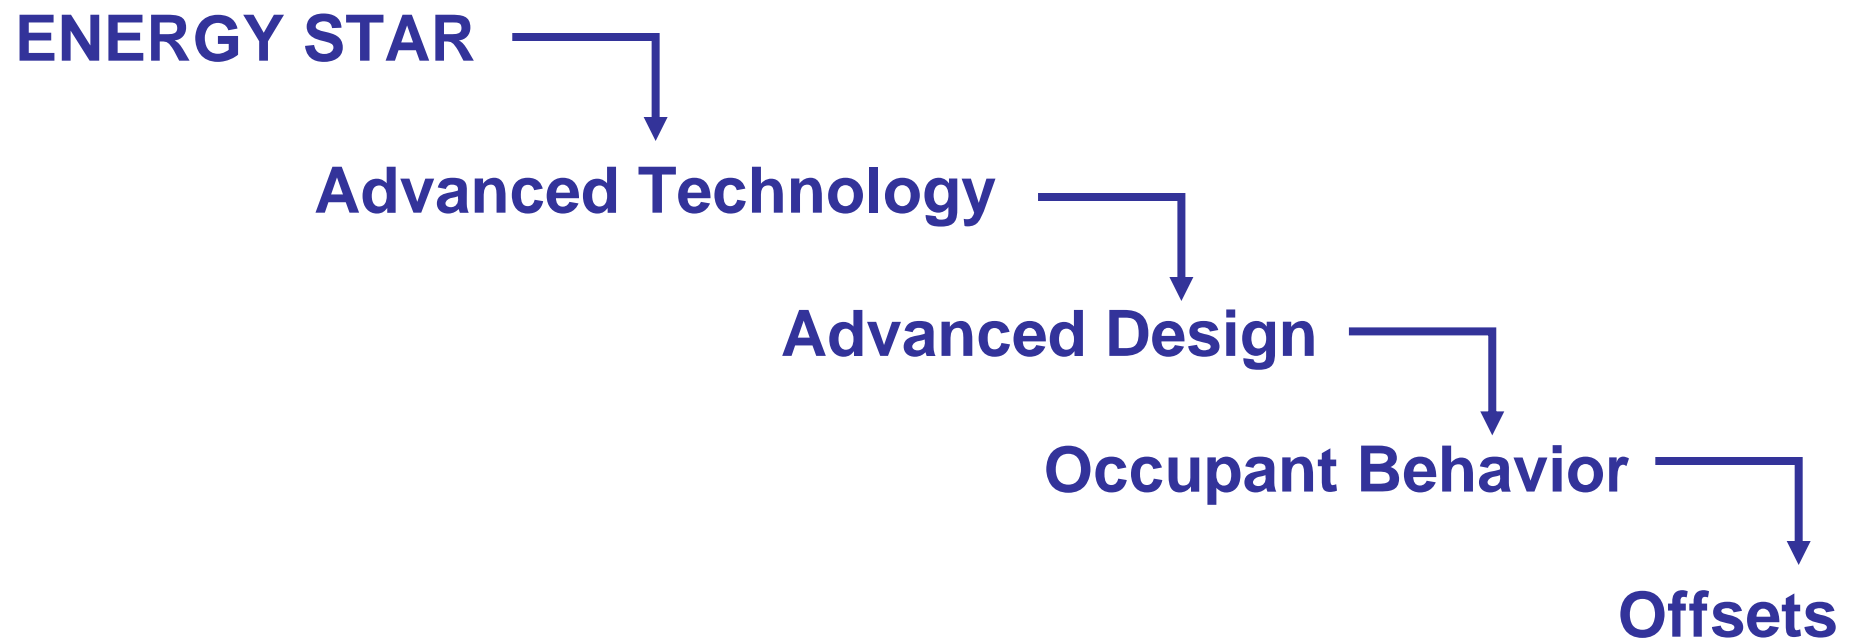 ENERGY STAR
Advanced Technology
Advanced Design
Occupant Behavior
Offsets